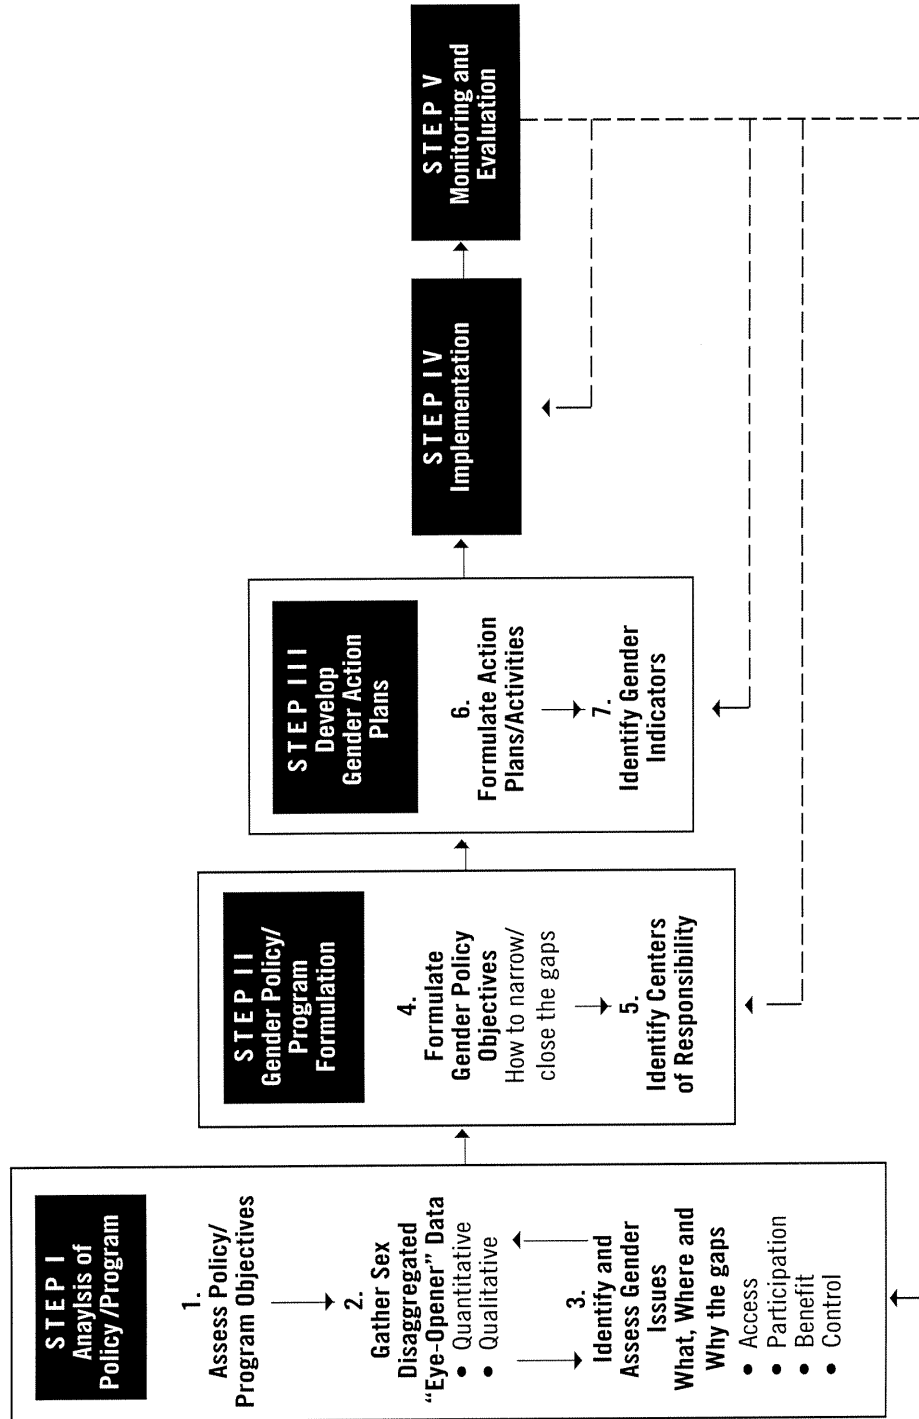 STEP I
Anaylsis of
Policy/Program
1.
Assess Policy/
Program Objectives
2.
Gather Sex
Disaggregated
"Eye-Opener" Data
• Quantitative
• Qualitative
3.
Identify and
Assess Gender
Issues
What, Where and
Why the gaps
• Access
• Participation
• Benefit
• Control
STEP II
Gender Policy/
Program
Formulation
4.
Formulate
Gender Policy
Objectives
How to narrow/
close the gaps
5.
Identify Centers
of Responsibility
STEP III
Develop
Gender Action
Plans
6.
Formulate Action
Plans/Activities
7.
Identify Gender
Indicators
STEP IV
Implementation
STEP V
Monitoring and
Evaluation